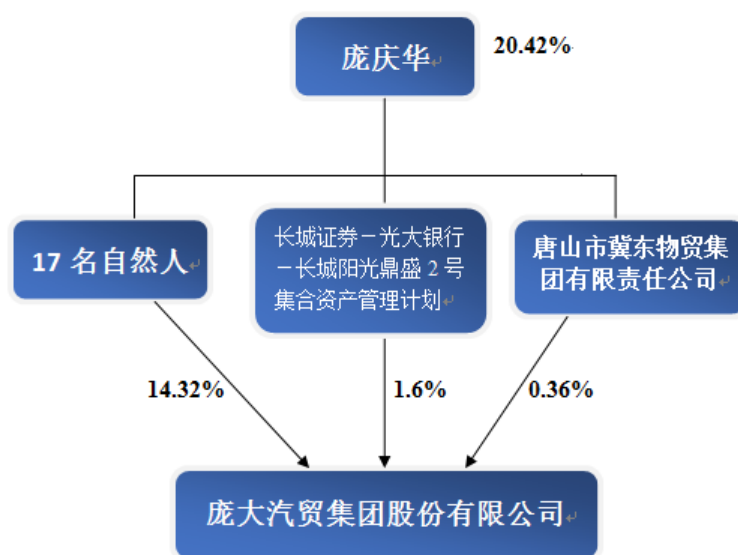 庞庆华
20.42%
17 名自然人
长城证券－光大银行
－长城阳光鼎盛 2 号
集合资产管理计划
唐山市冀东物贸集
团有限责任公司
14.32%
1.6%
0.36%
庞大汽贸集团股份有限公司